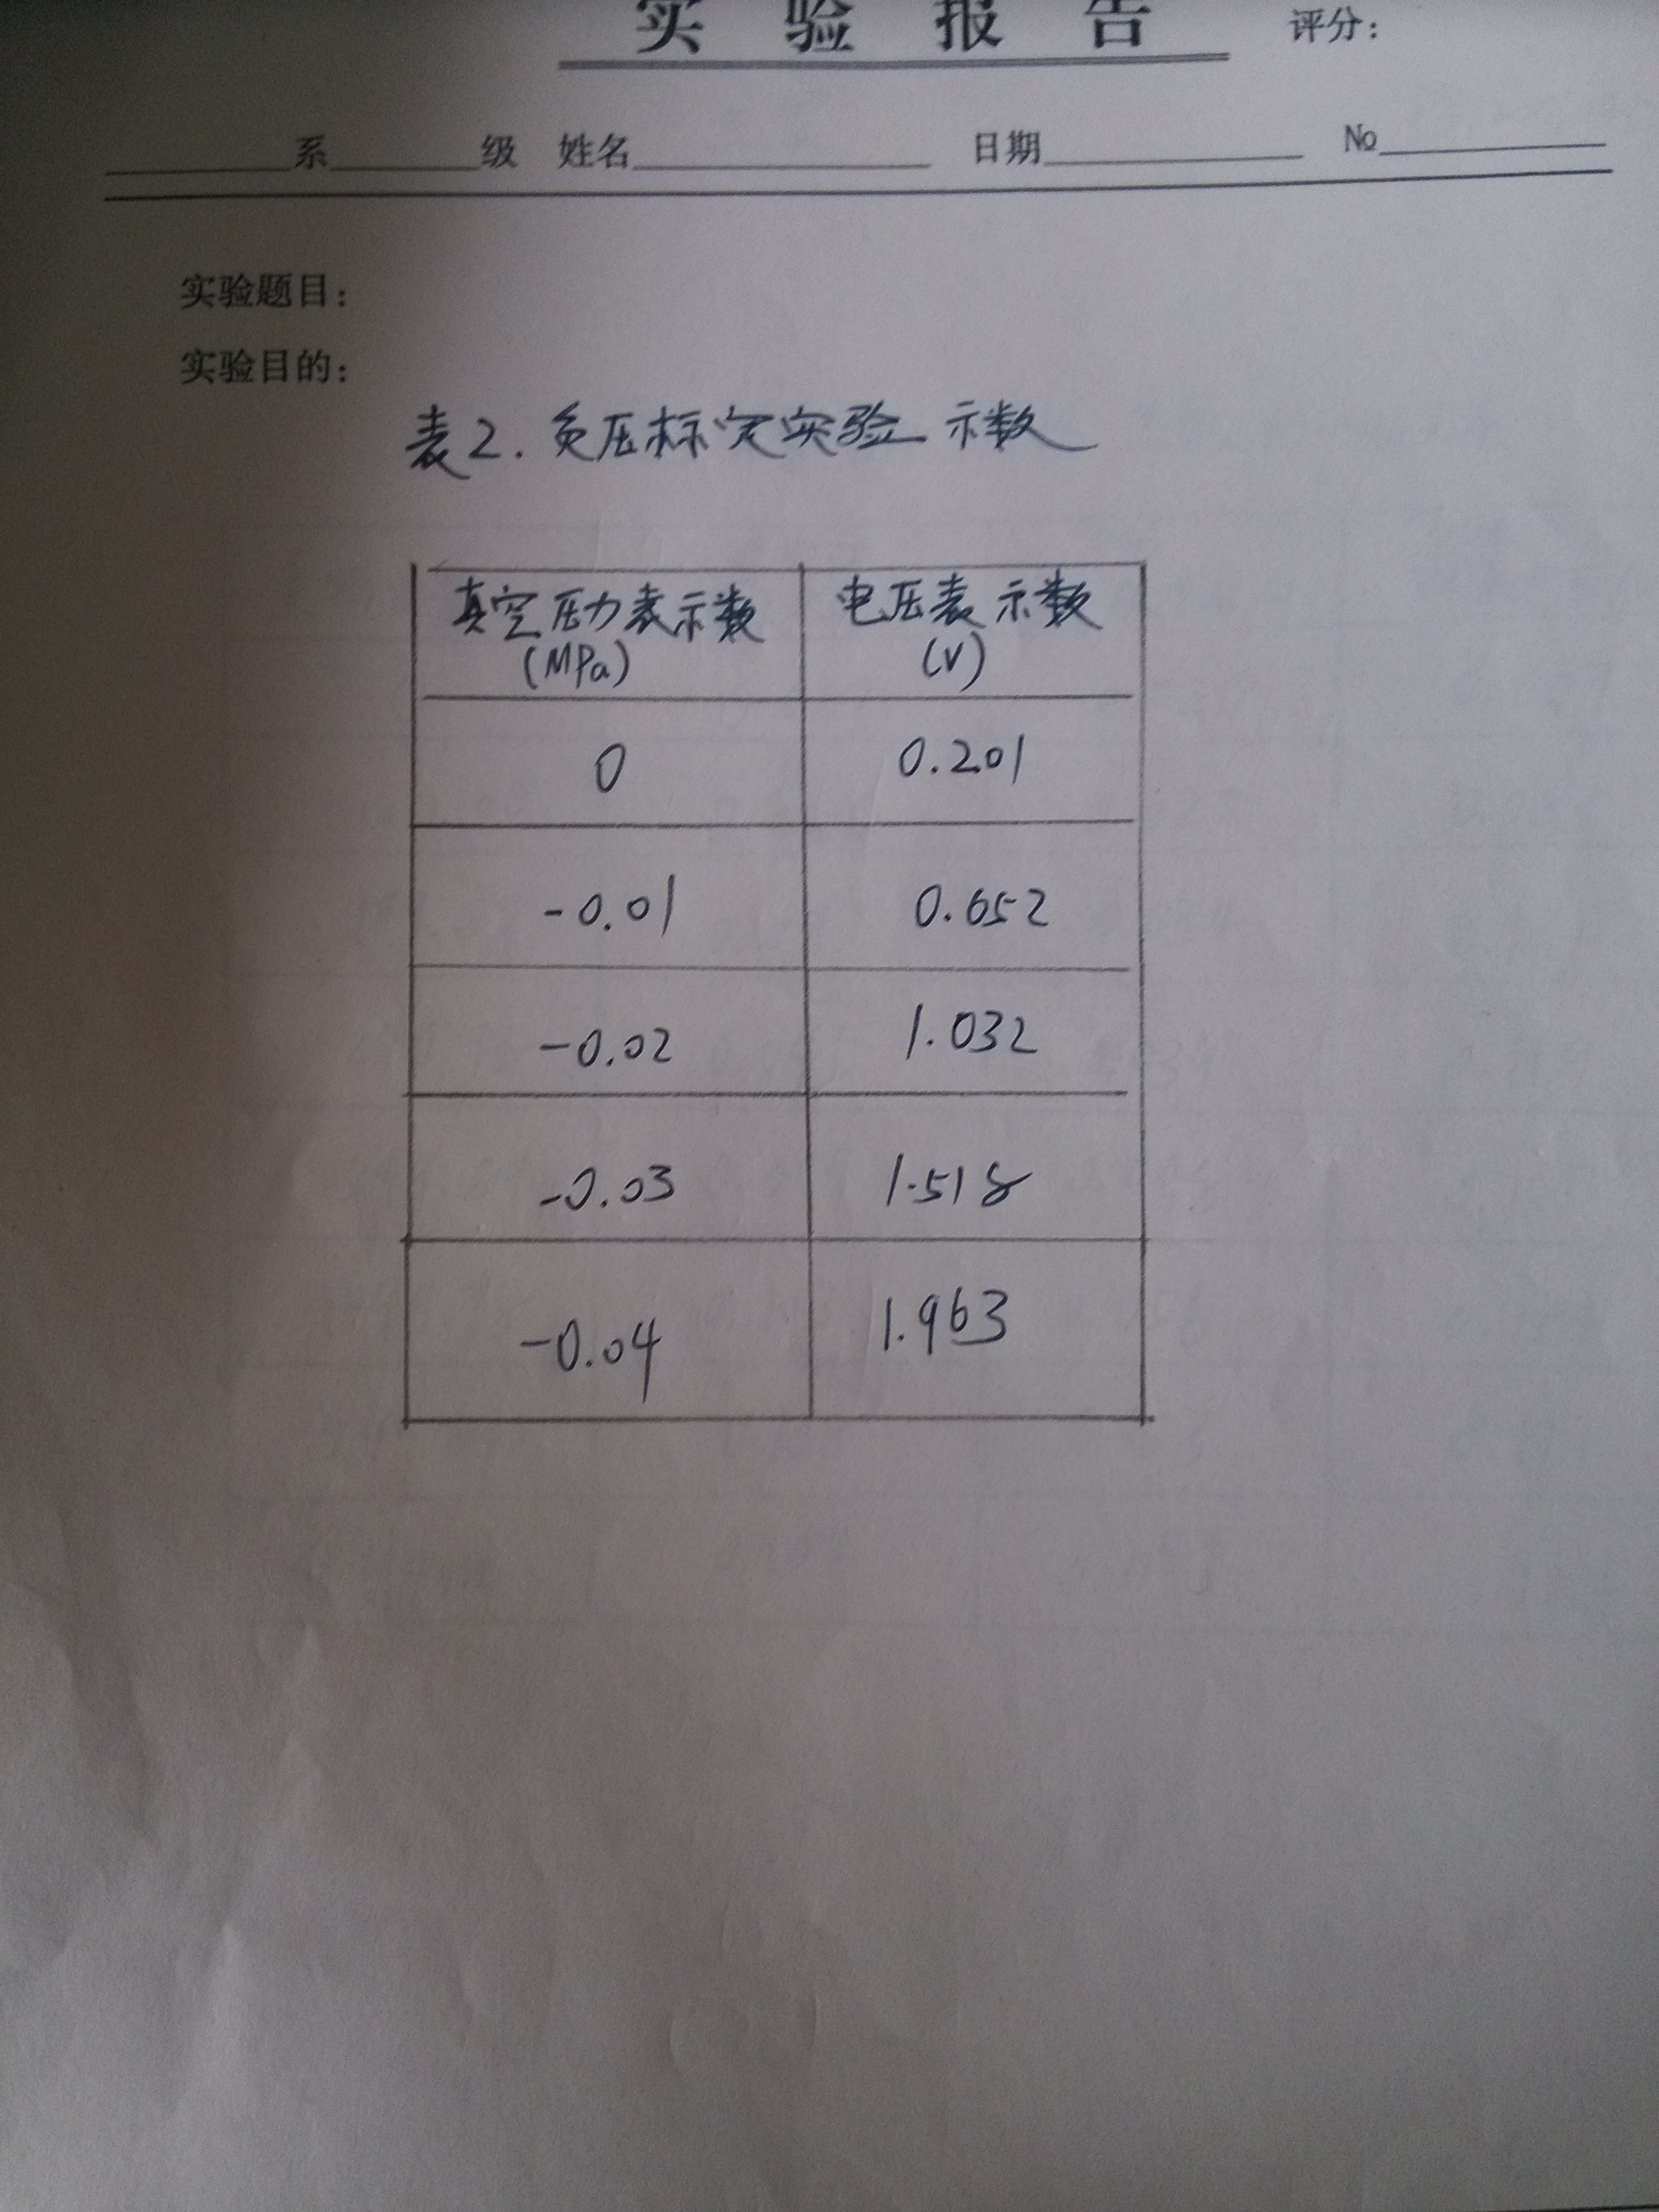 实验报告 评分：
系 级 姓名 日期 №
实验题目：
实验目的：
表2. 负压标定实验示数
真空压力表示数 (MPa) 电压表示数 (V)
0 0.201
-0.01 0.652
-0.02 1.032
-0.03 1.518
-0.04 1.963